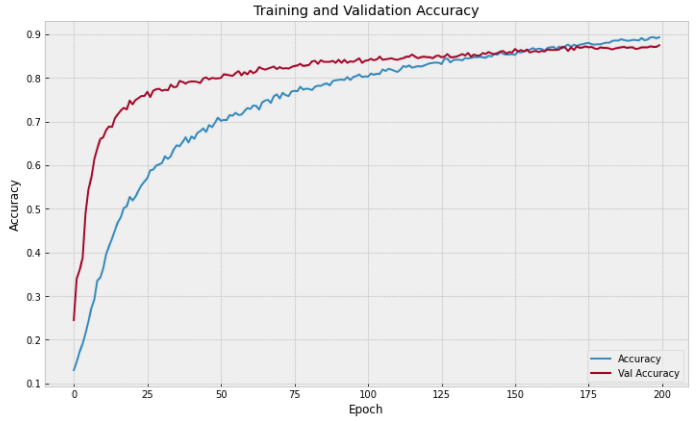 Training and Validation Accuracy
0.9
0.8
0.7
0.6
0.5
0.4
0.3
0.2
0.1
Accuracy
0 25 50 75 100 125 150 175 200
Epoch
Accuracy
Val Accuracy